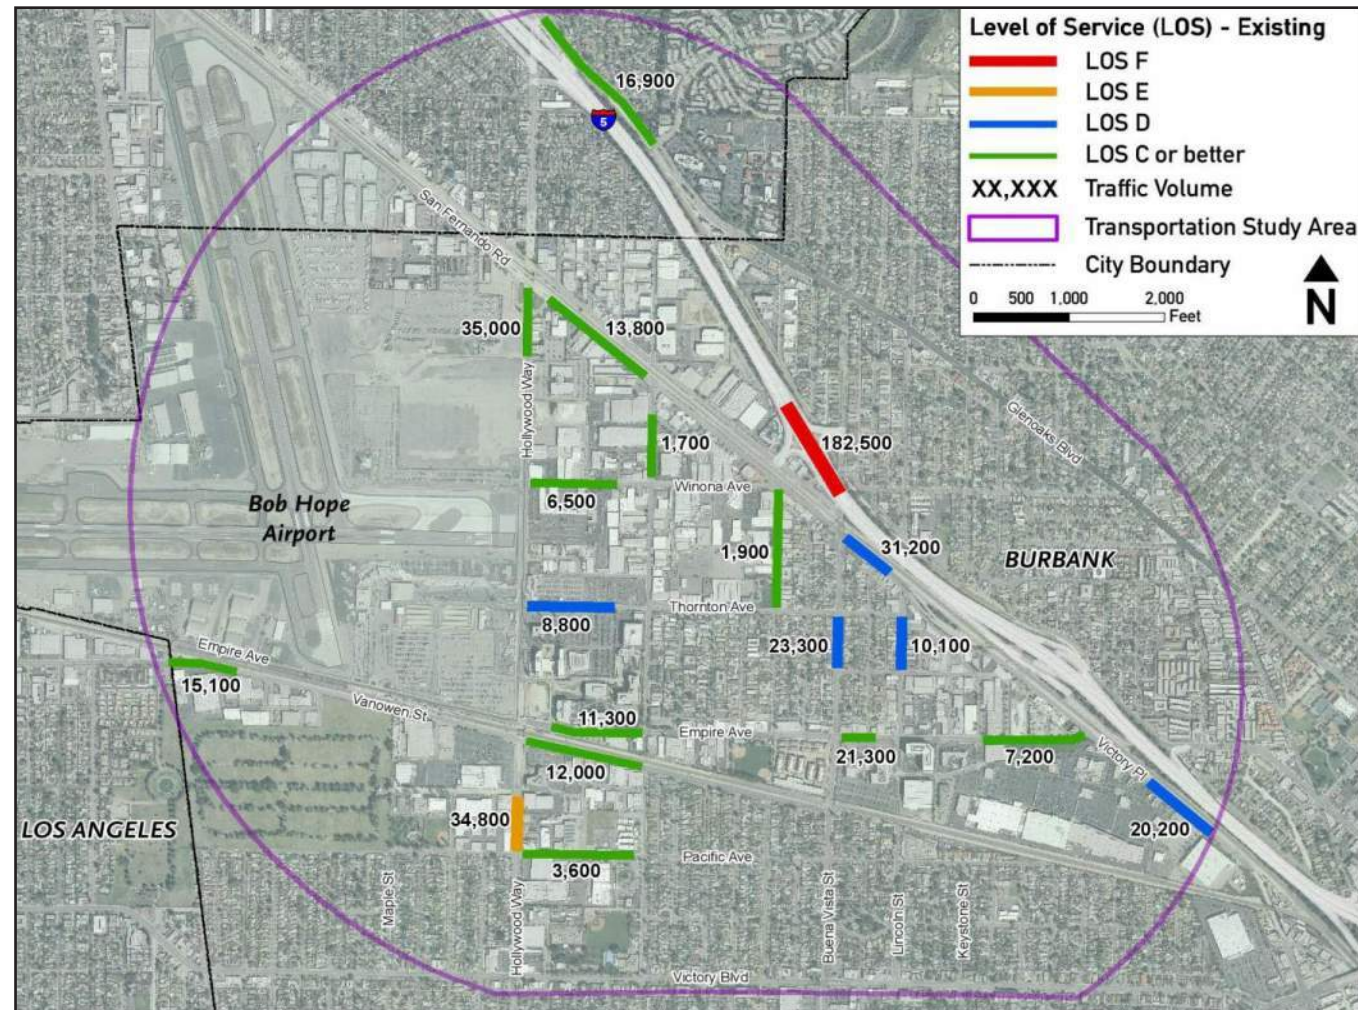 Level of Service (LOS) - Existing
LOS F
LOS E
LOS D
LOS C or better
XX,XXX Traffic Volume
Transportation Study Area
City Boundary
0 500 1,000 2,000
Feet
N
16,900
5
San Fernando Rd
35,000
13,800
Hollywood Way
Glenoaks Blvd
1,700
182,500
Winona Ave
6,500
Bob Hope
Airport
1,900
31,200
BURBANK
Thornton Ave
8,800
23,300
10,100
Empire Ave
15,100
Vanowen St
11,300
Empire Ave
12,000
21,300
7,200
Victory Pl
34,800
20,200
LOS ANGELES
Pacific Ave
3,600
Maple St
Hollywood Way
Buena Vista St
Lincoln St
Keystone St
Victory Blvd